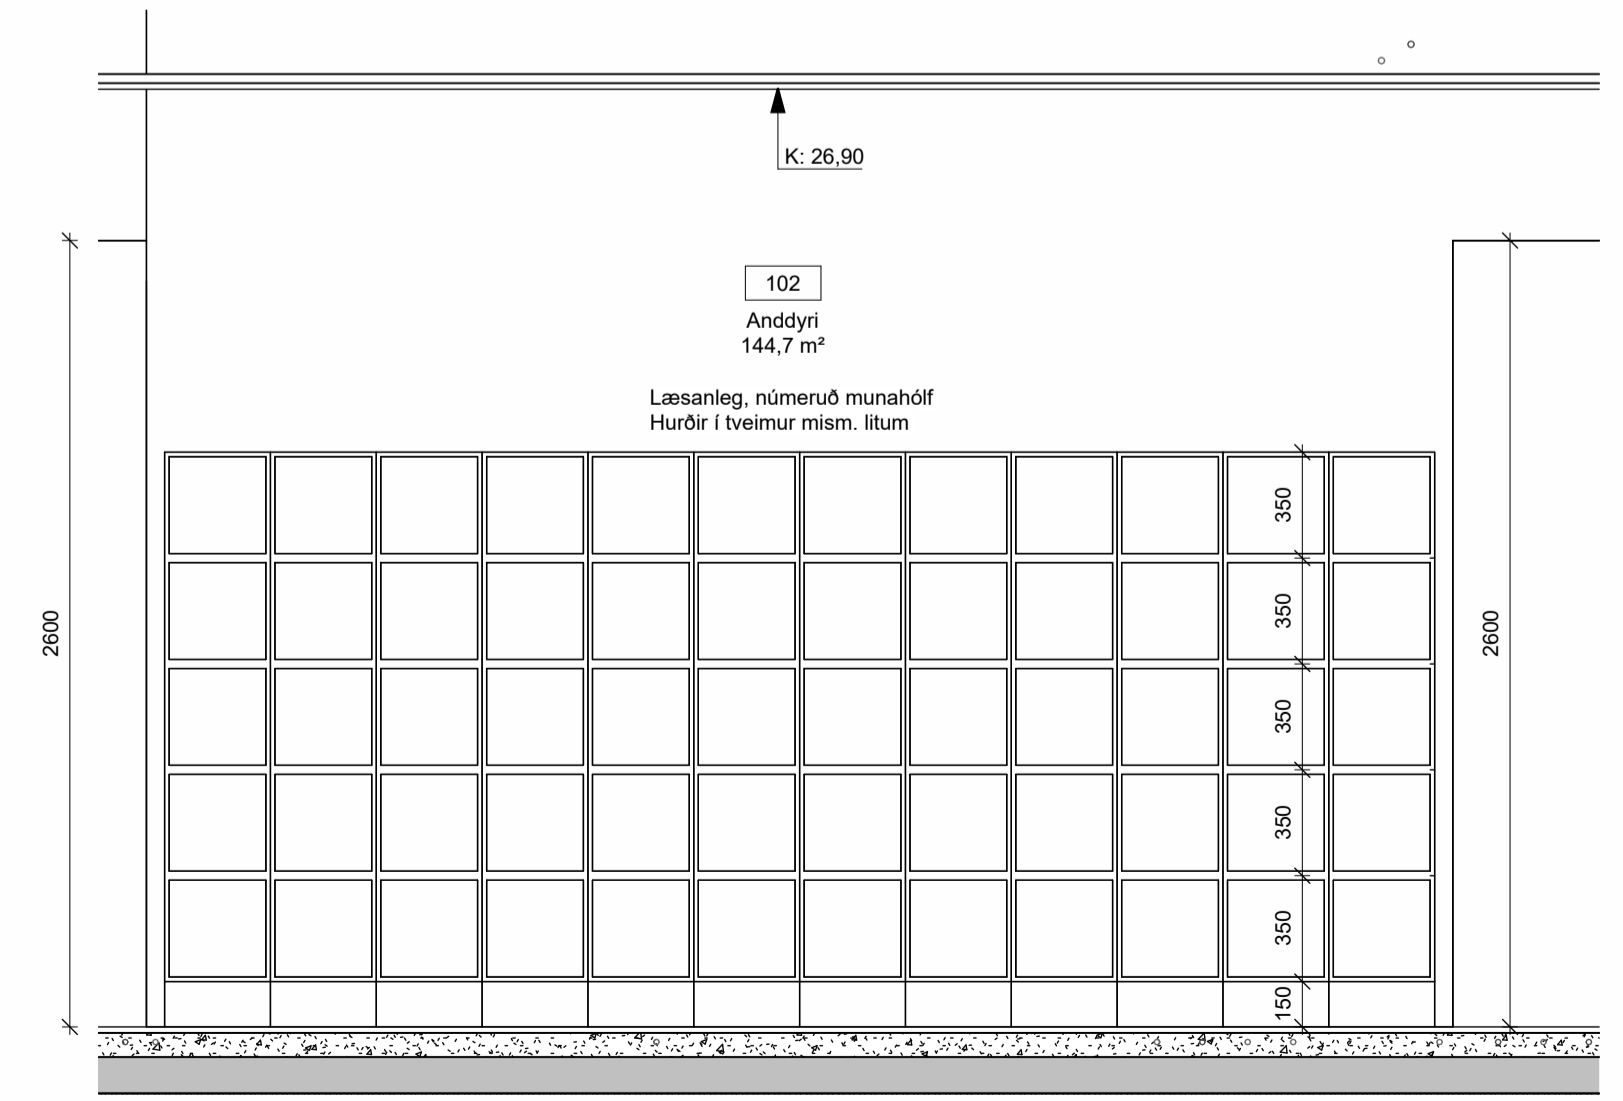 K: 26,90
102
Anddyri
144,7 m²
Læsanleg, númeruð munahólf
Hurðir í tveimur mism. litum
350
350
2600
2600
350
350
350
150